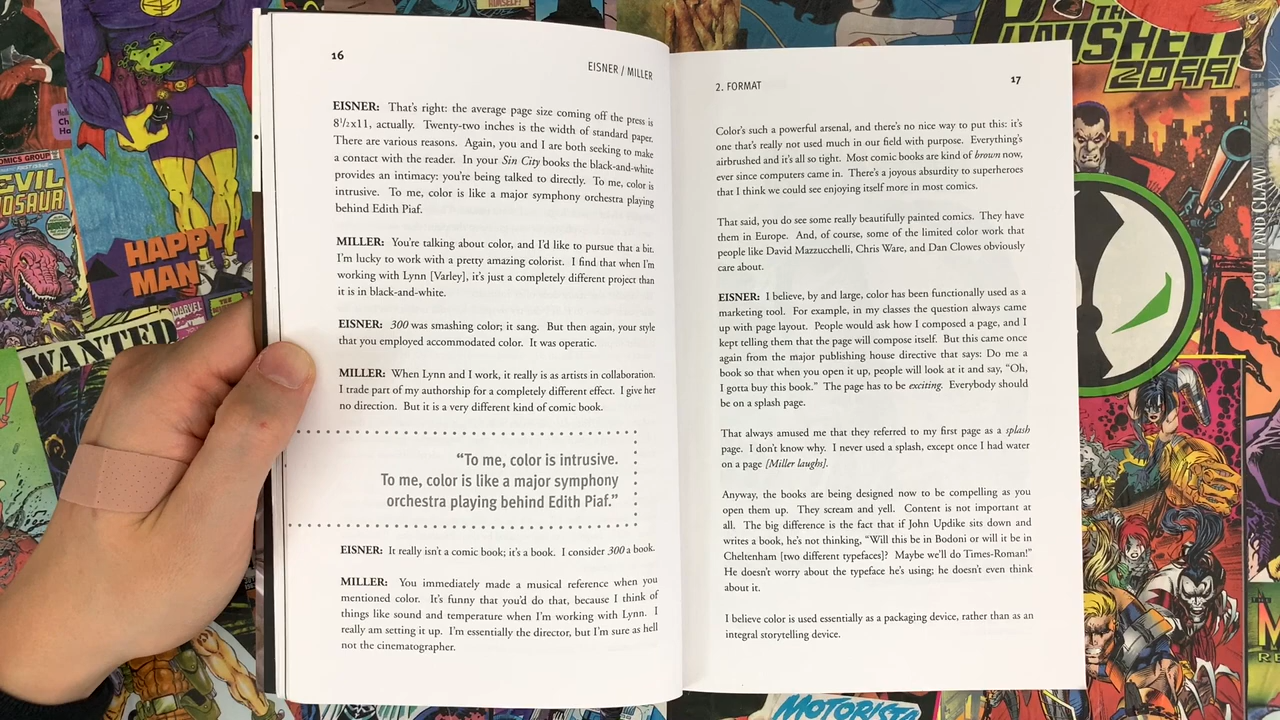 16
EISNER / MILLER
EISNER: That's right: the average page size coming off the press is
8½x11, actually. Twenty-two inches is the width of standard paper.
There are various reasons. Again, you and I are both seeking to make
a contact with the reader. In your Sin City books the black-and-white
provides an intimacy: you're being talked to directly. To me, color is
intrusive. To me, color is like a major symphony orchestra playing
behind Edith Piaf.
MILLER: You're talking about color, and I'd like to pursue that a bit.
I'm lucky to work with a pretty amazing colorist. I find that when I'm
working with Lynn [Varley], it's just a completely different project than
it is in black-and-white.
EISNER: 300 was smashing color; it sang. But then again, your style
that you employed accommodated color. It was operatic.
MILLER: When Lynn and I work, it really is as artists in collaboration.
I trade part of my authorship for a completely different effect. I give her
no direction. But it is a very different kind of comic book.
“To me, color is intrusive.
To me, color is like a major symphony
orchestra playing behind Edith Piaf.”
EISNER: It really isn't a comic book; it's a book. I consider 300 a book.
MILLER: You immediately made a musical reference when you
mentioned color. It's funny that you'd do that, because I think of
things like sound and temperature when I'm working with Lynn. I
really am setting it up. I'm essentially the director, but I'm sure as hell
not the cinematographer.
2. FORMAT
17
Color's such a powerful arsenal, and there's no nice way to put this: it's
one that's really not used much in our field with purpose. Everything's
airbrushed and it's all so tight. Most comic books are kind of brown now,
ever since computers came in. There's a joyous absurdity to superheroes
that I think we could see enjoying itself more in most comics.
That said, you do see some really beautifully painted comics. They have
them in Europe. And, of course, some of the limited color work that
people like David Mazzucchelli, Chris Ware, and Dan Clowes obviously
care about.
EISNER: I believe, by and large, color has been functionally used as a
marketing tool. For example, in my classes the question always came
up with page layout. People would ask how I composed a page, and I
kept telling them that the page will compose itself. But this came once
again from the major publishing house directive that says: Do me a
book so that when you open it up, people will look at it and say, “Oh,
I gotta buy this book.” The page has to be exciting. Everybody should
be on a splash page.
That always amused me that they referred to my first page as a splash
page. I don't know why. I never used a splash, except once I had water
on a page [Miller laughs].
Anyway, the books are being designed now to be compelling as you
open them up. They scream and yell. Content is not important at
all. The big difference is the fact that if John Updike sits down and
writes a book, he's not thinking, “Will this be in Bodoni or will it be in
Cheltenham [two different typefaces]? Maybe we'll do Times-Roman!”
He doesn't worry about the typeface he's using; he doesn't even think
about it.
I believe color is used essentially as a packaging device, rather than as an
integral storytelling device.
HAPPY
MAN
WANTED
COMICS GROUP
THE
2099
MOTORISTA